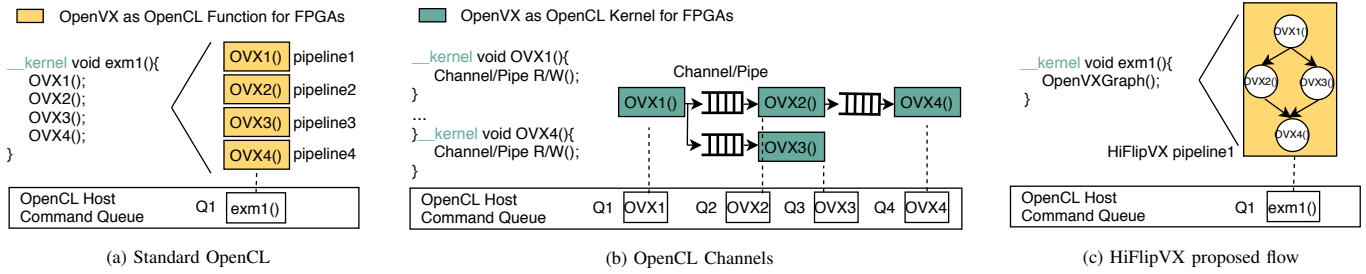 OpenVX as OpenCL Function for FPGAs
__kernel void exm1(){
OVX1();
OVX2();
OVX3();
OVX4();
}
OVX1() pipeline1
OVX2() pipeline2
OVX3() pipeline3
OVX4() pipeline4
OpenCL Host
Command Queue
Q1 exm1()
(a) Standard OpenCL
OpenVX as OpenCL Kernel for FPGAs
__kernel void OVX1(){
Channel/Pipe R/W();
}
...
}__kernel void OVX4(){
Channel/Pipe R/W();
}
Channel/Pipe
OVX1() OVX2() OVX4()
OVX3()
OpenCL Host
Command Queue
Q1 OVX1 Q2 OVX2 Q3 OVX3 Q4 OVX4
(b) OpenCL Channels
__kernel void exm1(){
OpenVXGraph();
}
OVX1()
OVX2() OVX3()
OVX4()
HiFlipVX pipeline1
OpenCL Host
Command Queue
Q1 exm1()
(c) HiFlipVX proposed flow